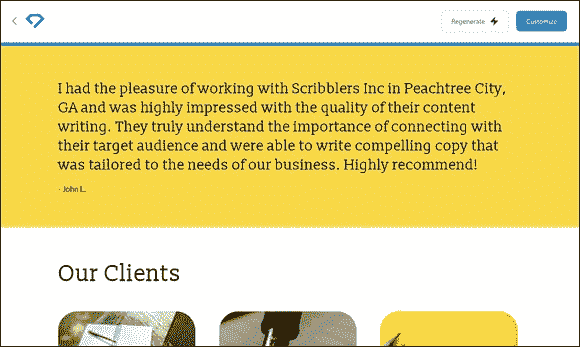 Regenerate
Customize
I had the pleasure of working with Scribblers Inc in Peachtree City,
GA and was highly impressed with the quality of their content
writing. They truly understand the importance of connecting with
their target audience and were able to write compelling copy that
was tailored to the needs of our business. Highly recommend!
- John L.
Our Clients